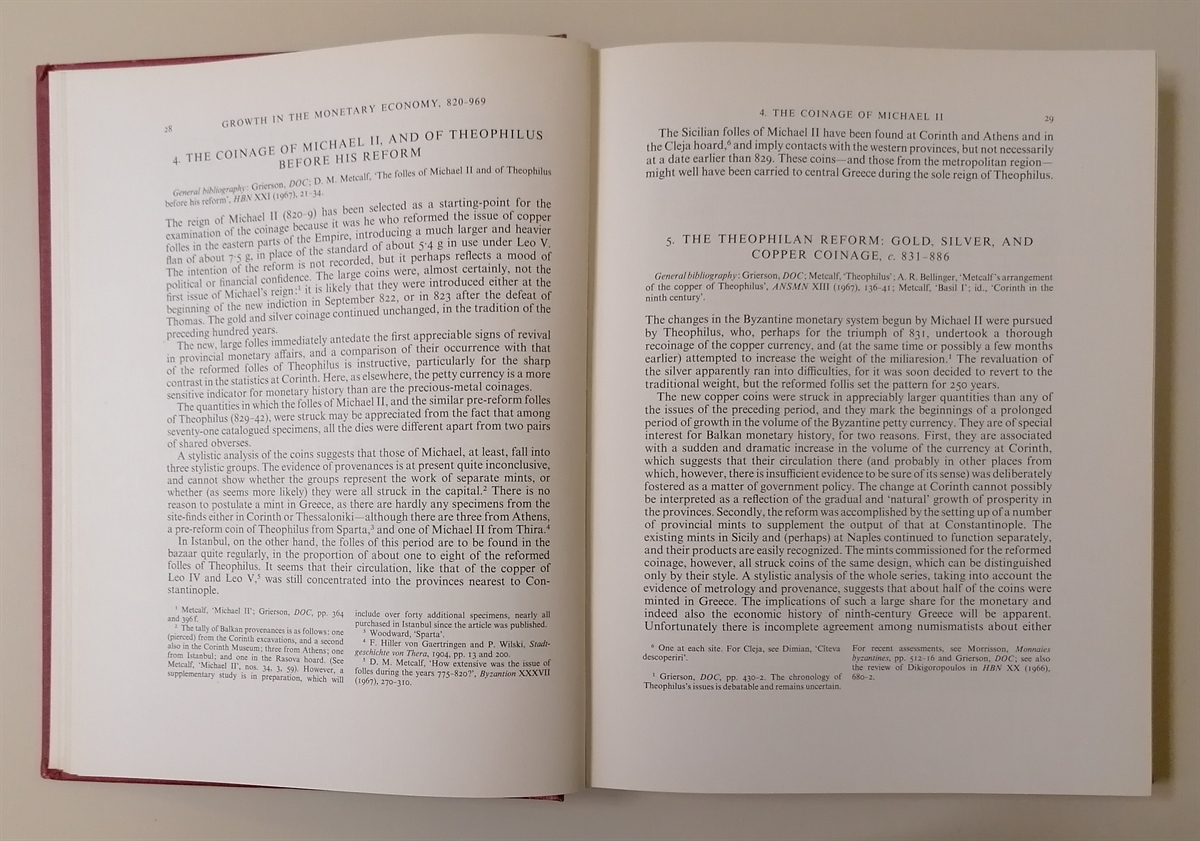 28
GROWTH IN THE MONETARY ECONOMY, 820–969
4. THE COINAGE OF MICHAEL II, AND OF THEOPHILUS
BEFORE HIS REFORM
General bibliography: Grierson, DOC; D. M. Metcalf, ‘The folles of Michael II and of Theophilus
before his reform’, HBN XXI (1967), 21–34.
The reign of Michael II (820–9) has been selected as a starting-point for the
examination of the coinage because it was he who reformed the issue of copper
folles in the eastern parts of the Empire, introducing a much larger and heavier
flan of about 7·5 g, in place of the standard of about 5·4 g in use under Leo V.
The intention of the reform is not recorded, but it perhaps reflects a mood of
political or financial confidence. The large coins were, almost certainly, not the
first issue of Michael's reign:¹ it is likely that they were introduced either at the
beginning of the new indiction in September 822, or in 823 after the defeat of
Thomas. The gold and silver coinage continued unchanged, in the tradition of the
preceding hundred years.
The new, large folles immediately antedate the first appreciable signs of revival
in provincial monetary affairs, and a comparison of their occurrence with that
of the reformed folles of Theophilus is instructive, particularly for the sharp
contrast in the statistics at Corinth. Here, as elsewhere, the petty currency is a more
sensitive indicator for monetary history than are the precious-metal coinages.
The quantities in which the folles of Michael II, and the similar pre-reform folles
of Theophilus (829–42), were struck may be appreciated from the fact that among
seventy-one catalogued specimens, all the dies were different apart from two pairs
of shared obverses.
A stylistic analysis of the coins suggests that those of Michael, at least, fall into
three stylistic groups. The evidence of provenances is at present quite inconclusive,
and cannot show whether the groups represent the work of separate mints, or
whether (as seems more likely) they were all struck in the capital.² There is no
reason to postulate a mint in Greece, as there are hardly any specimens from the
site-finds either in Corinth or Thessaloniki—although there are three from Athens,
a pre-reform coin of Theophilus from Sparta,³ and one of Michael II from Thira.⁴
In Istanbul, on the other hand, the folles of this period are to be found in the
bazaar quite regularly, in the proportion of about one to eight of the reformed
folles of Theophilus. It seems that their circulation, like that of the copper of
Leo IV and Leo V,⁵ was still concentrated into the provinces nearest to Con-
stantinople.
¹ Metcalf, ‘Michael II’; Grierson, DOC, pp. 364
and 396 f.
² The tally of Balkan provenances is as follows: one
(pierced) from the Corinth excavations, and a second
also in the Corinth Museum; three from Athens; one
from Istanbul; and one in the Rasova hoard. (See
Metcalf, ‘Michael II’, nos. 34, 3, 59). However, a
supplementary study is in preparation, which will
include over forty additional specimens, nearly all
purchased in Istanbul since the article was published.
³ Woodward, ‘Sparta’.
⁴ F. Hiller von Gaertringen and P. Wilski, Stadt-
geschichte von Thera, 1904, pp. 13 and 200.
⁵ D. M. Metcalf, ‘How extensive was the issue of
folles during the years 775–820?’, Byzantion XXXVII
(1967), 270–310.
4. THE COINAGE OF MICHAEL II
29
The Sicilian folles of Michael II have been found at Corinth and Athens and in
the Cleja hoard,⁶ and imply contacts with the western provinces, but not necessarily
at a date earlier than 829. These coins—and those from the metropolitan region—
might well have been carried to central Greece during the sole reign of Theophilus.
5. THE THEOPHILAN REFORM: GOLD, SILVER, AND
COPPER COINAGE, c. 831–886
General bibliography: Grierson, DOC; Metcalf, ‘Theophilus’; A. R. Bellinger, ‘Metcalf's arrangement
of the copper of Theophilus’, ANSMN XIII (1967), 136–41; Metcalf, ‘Basil I’; id., ‘Corinth in the
ninth century’.
The changes in the Byzantine monetary system begun by Michael II were pursued
by Theophilus, who, perhaps for the triumph of 831, undertook a thorough
recoinage of the copper currency, and (at the same time or possibly a few months
earlier) attempted to increase the weight of the miliaresion.¹ The revaluation of
the silver apparently ran into difficulties, for it was soon decided to revert to the
traditional weight, but the reformed follis set the pattern for 250 years.
The new copper coins were struck in appreciably larger quantities than any of
the issues of the preceding period, and they mark the beginnings of a prolonged
period of growth in the volume of the Byzantine petty currency. They are of special
interest for Balkan monetary history, for two reasons. First, they are associated
with a sudden and dramatic increase in the volume of the currency at Corinth,
which suggests that their circulation there (and probably in other places from
which, however, there is insufficient evidence to be sure of its sense) was deliberately
fostered as a matter of government policy. The change at Corinth cannot possibly
be interpreted as a reflection of the gradual and ‘natural’ growth of prosperity in
the provinces. Secondly, the reform was accomplished by the setting up of a number
of provincial mints to supplement the output of that at Constantinople. The
existing mints in Sicily and (perhaps) at Naples continued to function separately,
and their products are easily recognized. The mints commissioned for the reformed
coinage, however, all struck coins of the same design, which can be distinguished
only by their style. A stylistic analysis of the whole series, taking into account the
evidence of metrology and provenance, suggests that about half of the coins were
minted in Greece. The implications of such a large share for the monetary and
indeed also the economic history of ninth-century Greece will be apparent.
Unfortunately there is incomplete agreement among numismatists about either
⁶ One at each site. For Cleja, see Dimian, ‘Cîteva
descoperiri’.
¹ Grierson, DOC, pp. 430–2. The chronology of
Theophilus's issues is debatable and remains uncertain.
For recent assessments, see Morrisson, Monnaies
byzantines, pp. 512–16 and Grierson, DOC; see also
the review of Dikigoropoulos in HBN XX (1966),
680–2.